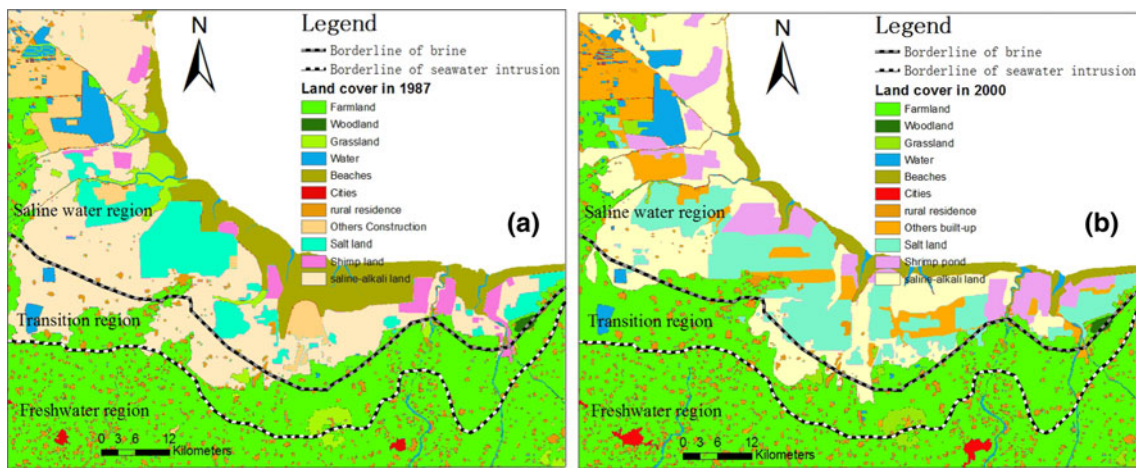 N
Legend
Borderline of brine
Borderline of seawater intrusion
Land cover in 1987
Farmland
Woodland
Grassland
Water
Beaches
Cities
rural residence
Others Construction
Salt land
Shimp land
saline-alkali land
(a)
Saline water region
Transition region
Freshwater region
0 3 6 12
Kilometers
N
Legend
Borderline of brine
Borderline of seawater intrusion
Land cover in 2000
Farmland
Woodland
Grassland
Water
Beaches
Cities
rural residence
Others built-up
Salt land
Shrimp pond
saline-alkali land
(b)
Saline water region
Transition region
Freshwater region
0 3 6 12
Kilometers